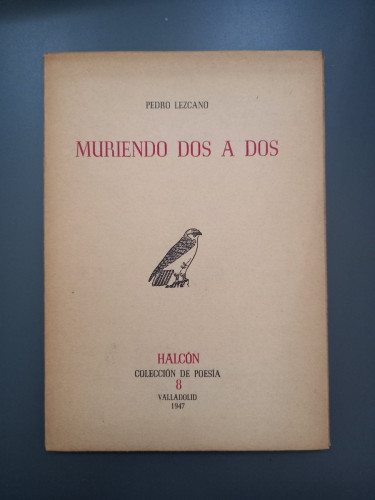 PEDRO LEZCANO
MURIENDO DOS A DOS
HALCÓN
COLECCIÓN DE POESÍA
8
VALLADOLID
1947